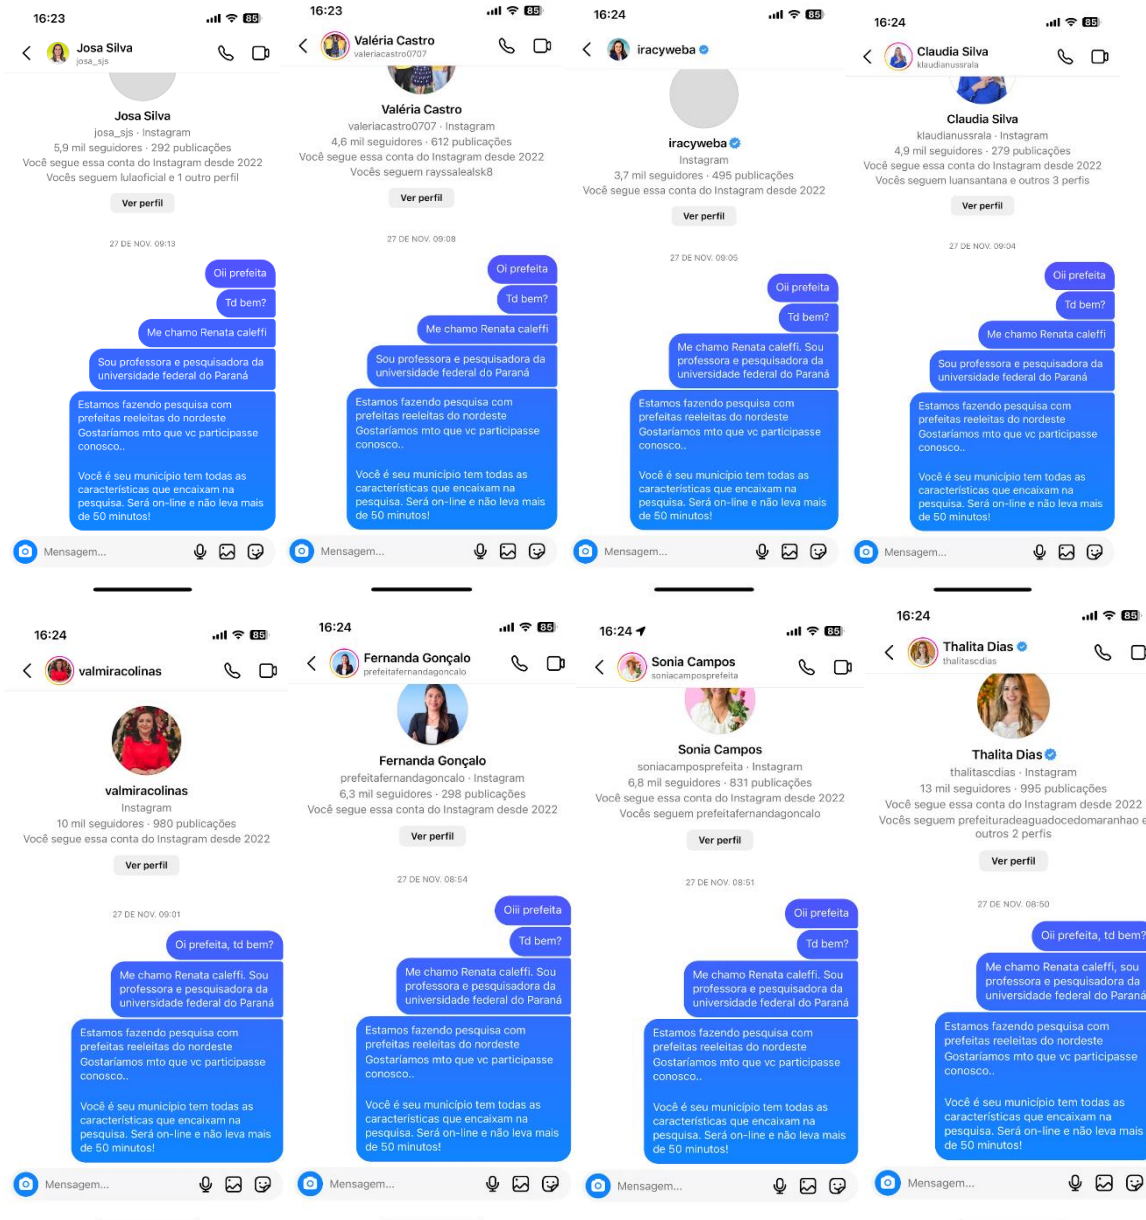 16:23
85
Josa Silva
josa_sjs
Josa Silva
josa_sjs · Instagram
5,9 mil seguidores · 292 publicações
Você segue essa conta do Instagram desde 2022
Vocês seguem lulaoficial e 1 outro perfil
Ver perfil
27 DE NOV. 09:13
Oii prefeita
Td bem?
Me chamo Renata caleffi
Sou professora e pesquisadora da
universidade federal do Paraná
Estamos fazendo pesquisa com
prefeitas reeleitas do nordeste
Gostaríamos mto que vc participasse
conosco..
Você é seu município tem todas as
características que encaixam na
pesquisa. Será on-line e não leva mais
de 50 minutos!
Mensagem...
16:23
85
Valéria Castro
valeriacastro0707
Valéria Castro
valeriacastro0707 · Instagram
4,6 mil seguidores · 612 publicações
Você segue essa conta do Instagram desde 2022
Vocês seguem rayssalealsk8
Ver perfil
27 DE NOV. 09:08
Oi prefeita
Td bem?
Me chamo Renata caleffi
Sou professora e pesquisadora da
universidade federal do Paraná
Estamos fazendo pesquisa com
prefeitas reeleitas do nordeste
Gostaríamos mto que vc participasse
conosco..
Você é seu município tem todas as
características que encaixam na
pesquisa. Será on-line e não leva mais
de 50 minutos!
Mensagem...
16:24
85
iracyweba
iracyweba
Instagram
3,7 mil seguidores · 495 publicações
Você segue essa conta do Instagram desde 2022
Ver perfil
27 DE NOV. 09:05
Oii prefeita
Td bem?
Me chamo Renata caleffi. Sou
professora e pesquisadora da
universidade federal do Paraná
Estamos fazendo pesquisa com
prefeitas reeleitas do nordeste
Gostaríamos mto que vc participasse
conosco..
Você é seu município tem todas as
características que encaixam na
pesquisa. Será on-line e não leva mais
de 50 minutos!
Mensagem...
16:24
85
Claudia Silva
klaudianussrala
Claudia Silva
klaudianussrala · Instagram
4,9 mil seguidores · 279 publicações
Você segue essa conta do Instagram desde 2022
Vocês seguem luansantana e outros 3 perfis
Ver perfil
27 DE NOV. 09:04
Oii prefeita
Td bem?
Me chamo Renata caleffi
Sou professora e pesquisadora da
universidade federal do Paraná
Estamos fazendo pesquisa com
prefeitas reeleitas do nordeste
Gostaríamos mto que vc participasse
conosco..
Você é seu município tem todas as
características que encaixam na
pesquisa. Será on-line e não leva mais
de 50 minutos!
Mensagem...
16:24
85
valmiracolinas
valmiracolinas
Instagram
10 mil seguidores · 980 publicações
Você segue essa conta do Instagram desde 2022
Ver perfil
27 DE NOV. 09:01
Oi prefeita, td bem?
Me chamo Renata caleffi. Sou
professora e pesquisadora da
universidade federal do Paraná
Estamos fazendo pesquisa com
prefeitas reeleitas do nordeste
Gostaríamos mto que vc participasse
conosco..
Você é seu município tem todas as
características que encaixam na
pesquisa. Será on-line e não leva mais
de 50 minutos!
Mensagem...
16:24
85
Fernanda Gonçalo
prefeitafernandagoncalo
Fernanda Gonçalo
prefeitafernandagoncalo · Instagram
6,3 mil seguidores · 298 publicações
Você segue essa conta do Instagram desde 2022
Ver perfil
27 DE NOV. 08:54
Oiii prefeita
Td bem?
Me chamo Renata caleffi. Sou
professora e pesquisadora da
universidade federal do Paraná
Estamos fazendo pesquisa com
prefeitas reeleitas do nordeste
Gostaríamos mto que vc participasse
conosco..
Você é seu município tem todas as
características que encaixam na
pesquisa. Será on-line e não leva mais
de 50 minutos!
Mensagem...
16:24
85
Sonia Campos
soniacamposprefeita
Sonia Campos
soniacamposprefeita · Instagram
6,8 mil seguidores · 831 publicações
Você segue essa conta do Instagram desde 2022
Vocês seguem prefeitafernandagoncalo
Ver perfil
27 DE NOV. 08:51
Oii prefeita
Td bem?
Me chamo Renata caleffi. Sou
professora e pesquisadora da
universidade federal do Paraná
Estamos fazendo pesquisa com
prefeitas reeleitas do nordeste
Gostaríamos mto que vc participasse
conosco..
Você é seu município tem todas as
características que encaixam na
pesquisa. Será on-line e não leva mais
de 50 minutos!
Mensagem...
16:24
85
Thalita Dias
thalitascdias
Thalita Dias
thalitascdias · Instagram
13 mil seguidores · 995 publicações
Você segue essa conta do Instagram desde 2022
Vocês seguem prefeituradeaguadocedomaranhao e
outros 2 perfis
Ver perfil
27 DE NOV. 08:50
Oii prefeita, td bem?
Me chamo Renata caleffi, sou
professora e pesquisadora da
universidade federal do Paraná
Estamos fazendo pesquisa com
prefeitas reeleitas do nordeste
Gostaríamos mto que vc participasse
conosco..
Você é seu município tem todas as
características que encaixam na
pesquisa. Será on-line e não leva mais
de 50 minutos!
Mensagem...